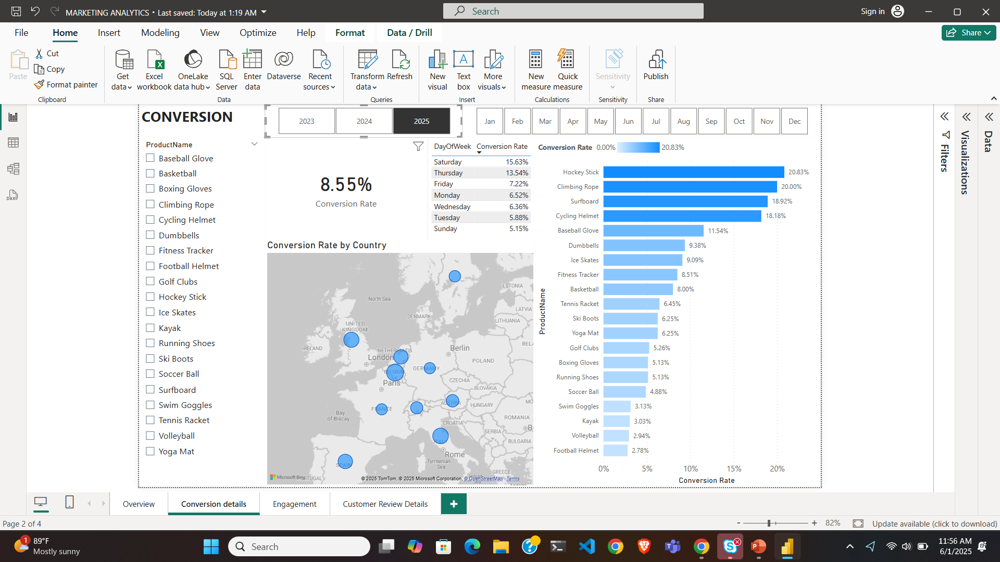 MARKETING ANALYTICS • Last saved: Today at 1:19 AM
Search
Sign in
File Home Insert Modeling View Optimize Help Format Data / Drill
Share
Paste
Cut
Copy
Format painter
Get data
Excel workbook
OneLake data hub
SQL Server
Enter data
Dataverse
Recent sources
Transform data
Refresh
New visual
Text box
More visuals
New measure
Quick measure
Sensitivity
Publish
Clipboard Data Queries Insert Calculations Sensitivity Share
CONVERSION
2023 2024 2025
Jan Feb Mar Apr May Jun Jul Aug Sep Oct Nov Dec
ProductName
Baseball Glove
Basketball
Boxing Gloves
Climbing Rope
Cycling Helmet
Dumbbells
Fitness Tracker
Football Helmet
Golf Clubs
Hockey Stick
Ice Skates
Kayak
Running Shoes
Ski Boots
Soccer Ball
Surfboard
Swim Goggles
Tennis Racket
Volleyball
Yoga Mat
8.55%
Conversion Rate
DayOfWeek Conversion Rate
Saturday 15.63%
Thursday 13.54%
Friday 7.22%
Monday 6.52%
Wednesday 6.36%
Tuesday 5.88%
Sunday 5.15%
Conversion Rate by Country
North Sea
ESTONIA
LATVIA
DENMARK
LITHUANIA
UNITED KINGDOM
IRELAND
NETHERLANDS
BELA
London
Berlin
POLAND
BELGIUM
GERMANY
Paris
CZECHIA
SLOVAKIA
FRANCE
AUSTRIA
HUNGARY
MO
Bay of Biscay
ROMANIA
CROATIA
SERBIA
B
ITALY
BULGARIA
Rome
SPAIN
Tyrrhenian Sea
GREECE
PORTUGAL
Microsoft Bing
© 2025 TomTom, © 2025 Microsoft Corporation, © OpenStreetMap Terms
Conversion Rate 0.00% 20.83%
ProductName
Hockey Stick 20.83%
Climbing Rope 20.00%
Surfboard 18.92%
Cycling Helmet 18.18%
Baseball Glove 11.54%
Dumbbells 9.38%
Ice Skates 9.09%
Fitness Tracker 8.51%
Basketball 8.00%
Tennis Racket 6.45%
Ski Boots 6.25%
Yoga Mat 6.25%
Golf Clubs 5.26%
Boxing Gloves 5.13%
Running Shoes 5.13%
Soccer Ball 4.88%
Swim Goggles 3.13%
Kayak 3.03%
Volleyball 2.94%
Football Helmet 2.78%
0% 5% 10% 15% 20%
Conversion Rate
Filters
Visualizations
Data
DAX
Overview Conversion details Engagement Customer Review Details
Page 2 of 4
- + 82%
Update available (click to download)
1
89°F
Mostly sunny
Search
11:56 AM
6/1/2025